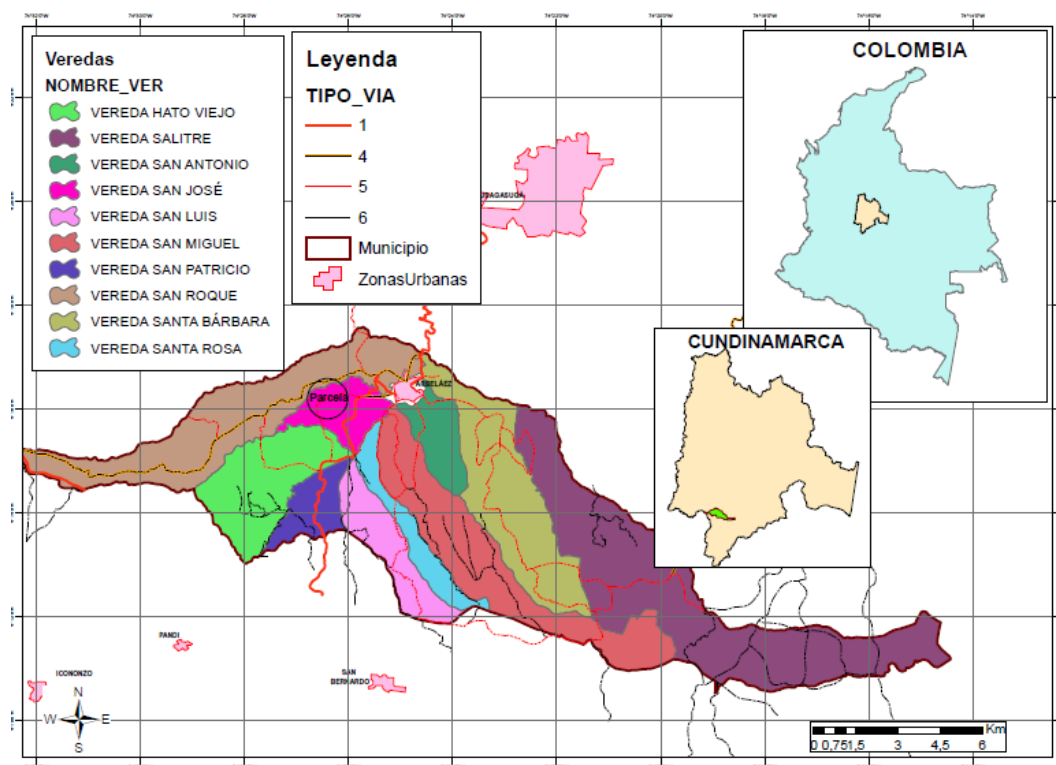 Veredas
NOMBRE_VER
VEREDA HATO VIEJO
VEREDA SALITRE
VEREDA SAN ANTONIO
VEREDA SAN JOSÉ
VEREDA SAN LUIS
VEREDA SAN MIGUEL
VEREDA SAN PATRICIO
VEREDA SAN ROQUE
VEREDA SANTA BÁRBARA
VEREDA SANTA ROSA
Leyenda
TIPO_VIA
1
4
5
6
Municipio
ZonasUrbanas
COLOMBIA
CUNDINAMARCA
ARBELÁEZ
Parcela
PANDI
ICONONZO
SAN
BERNARDO
N
W E
S
Km
0 0,75 1,5 3 4,5 6